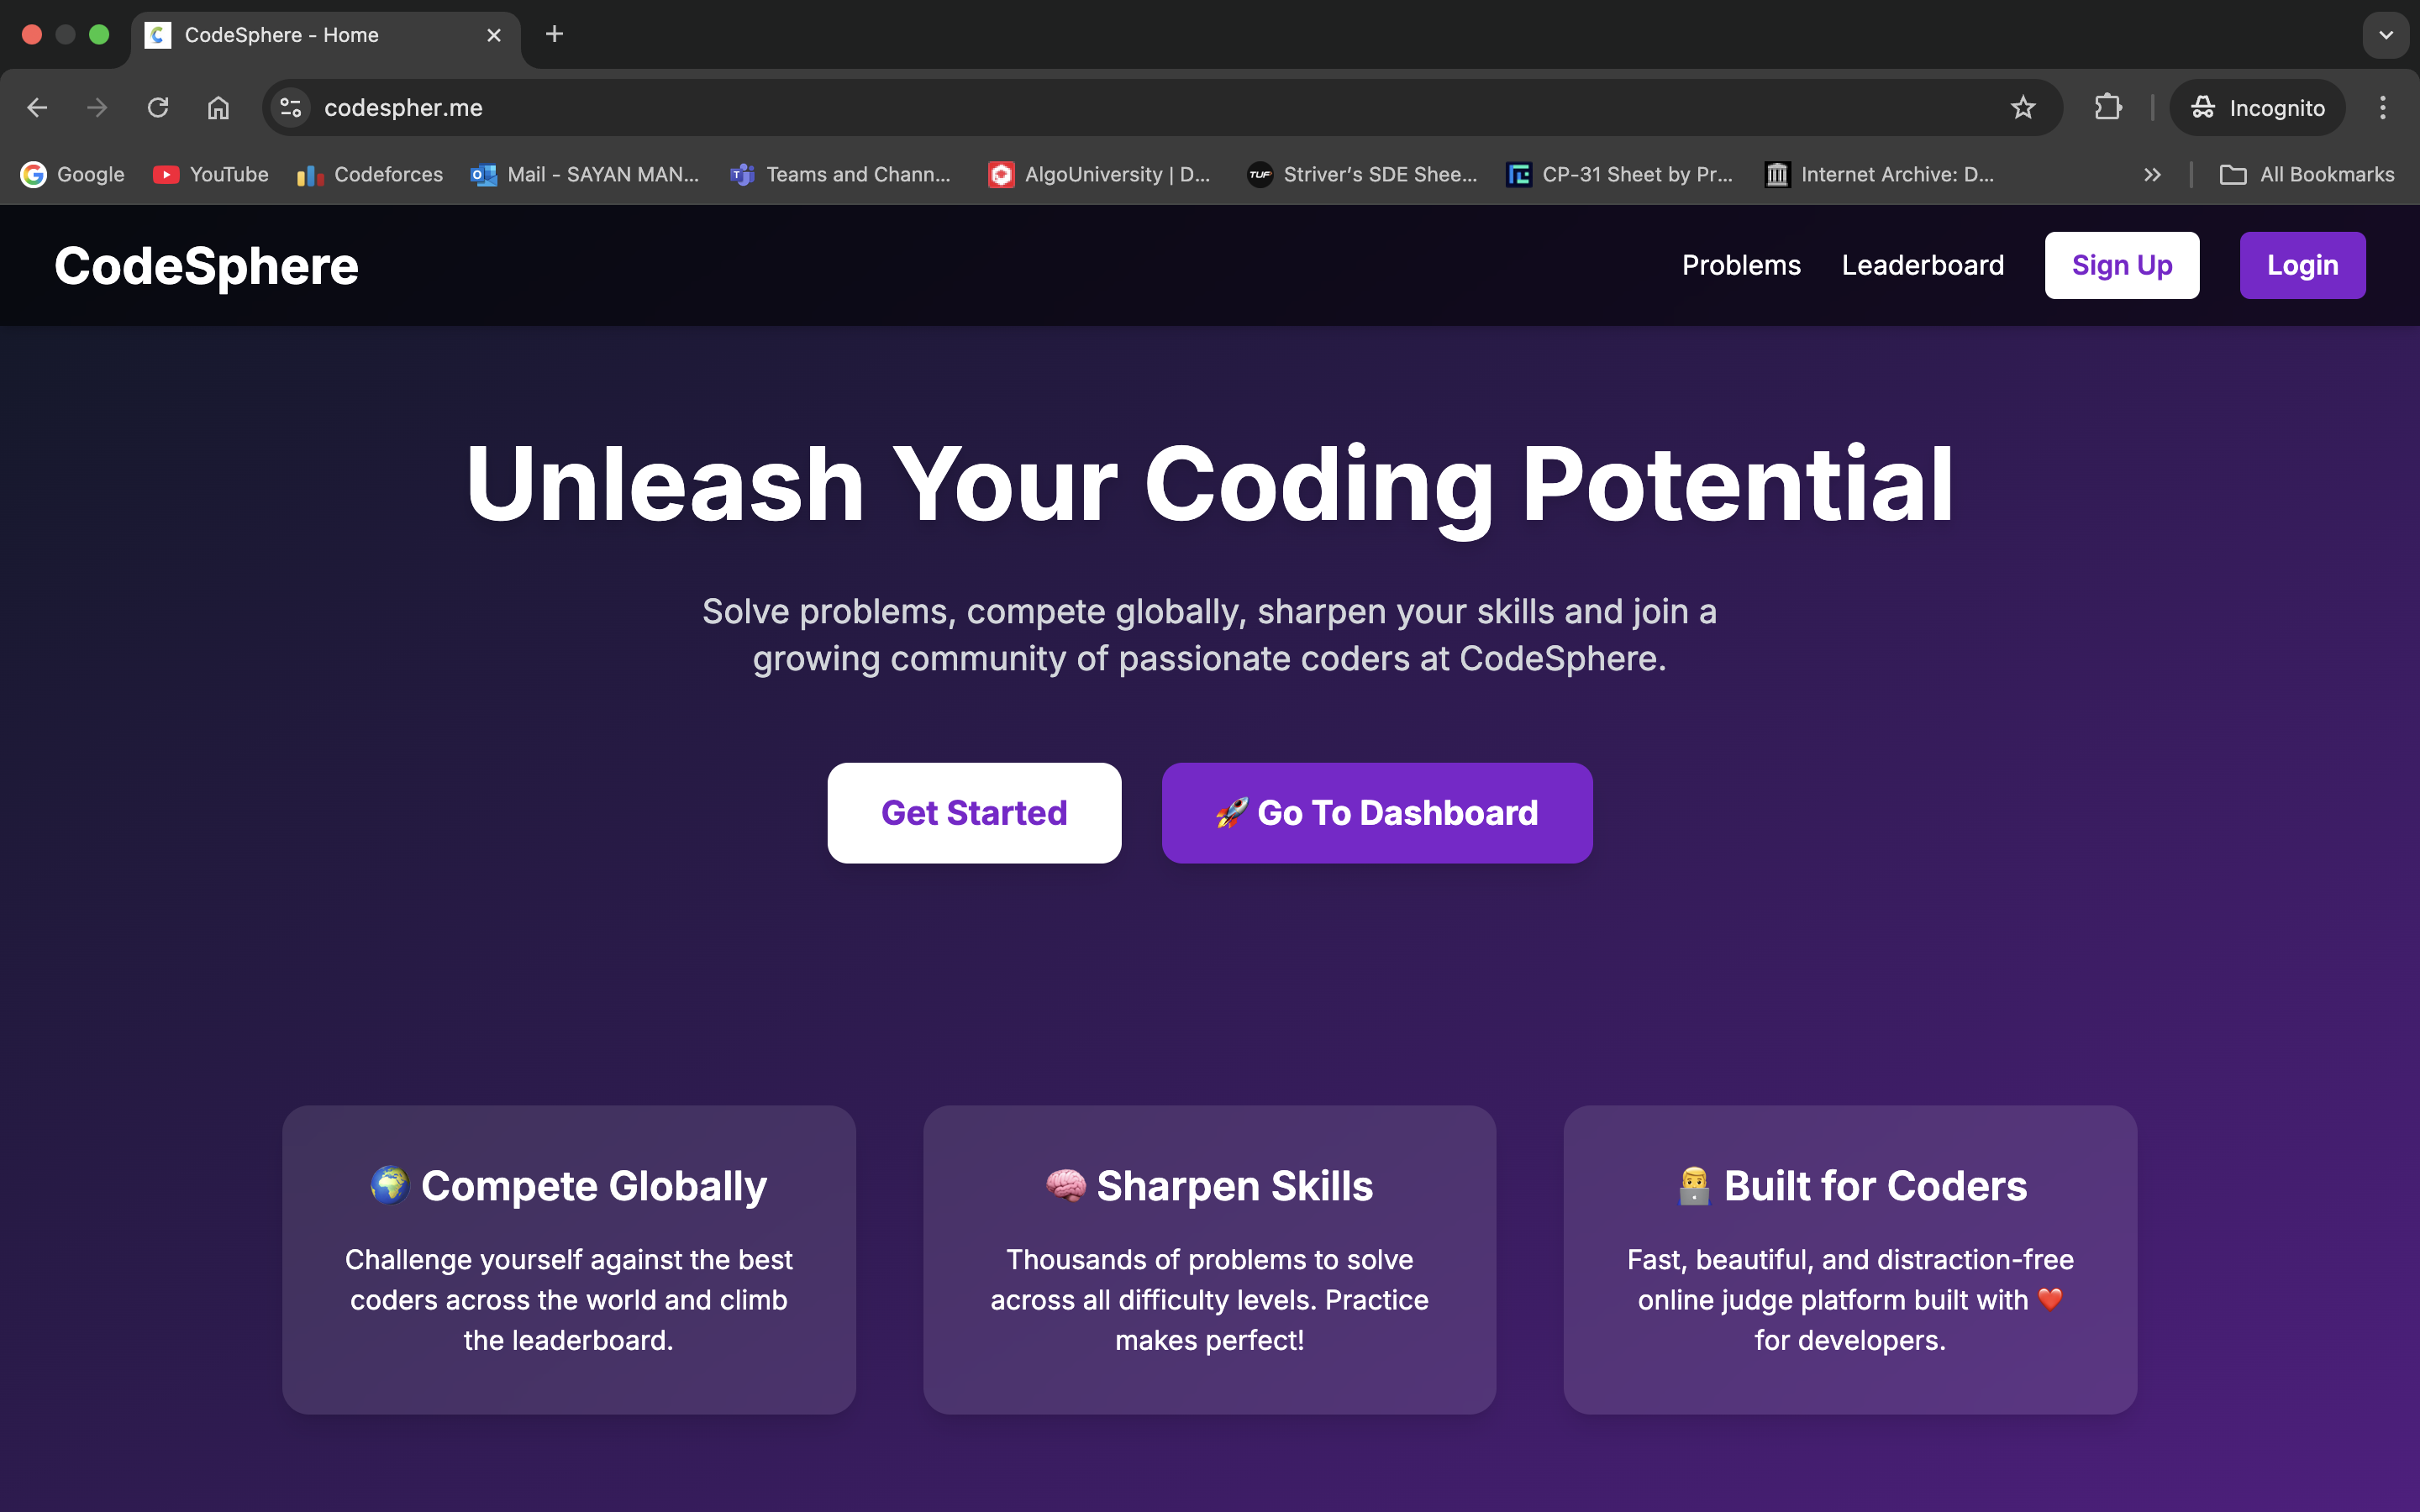 CodeSphere - Home
codespher.me
Incognito
Google
YouTube
Codeforces
Mail - SAYAN MAN...
Teams and Chann...
AlgoUniversity | D...
TUF
Striver's SDE Shee...
CP-31 Sheet by Pr...
Internet Archive: D...
All Bookmarks
CodeSphere
Problems
Leaderboard
Sign Up
Login
Unleash Your Coding Potential
Solve problems, compete globally, sharpen your skills and join a
growing community of passionate coders at CodeSphere.
Get Started
🚀 Go To Dashboard
🌍 Compete Globally
Challenge yourself against the best
coders across the world and climb
the leaderboard.
🧠 Sharpen Skills
Thousands of problems to solve
across all difficulty levels. Practice
makes perfect!
👨‍💻 Built for Coders
Fast, beautiful, and distraction-free
online judge platform built with ❤️
for developers.